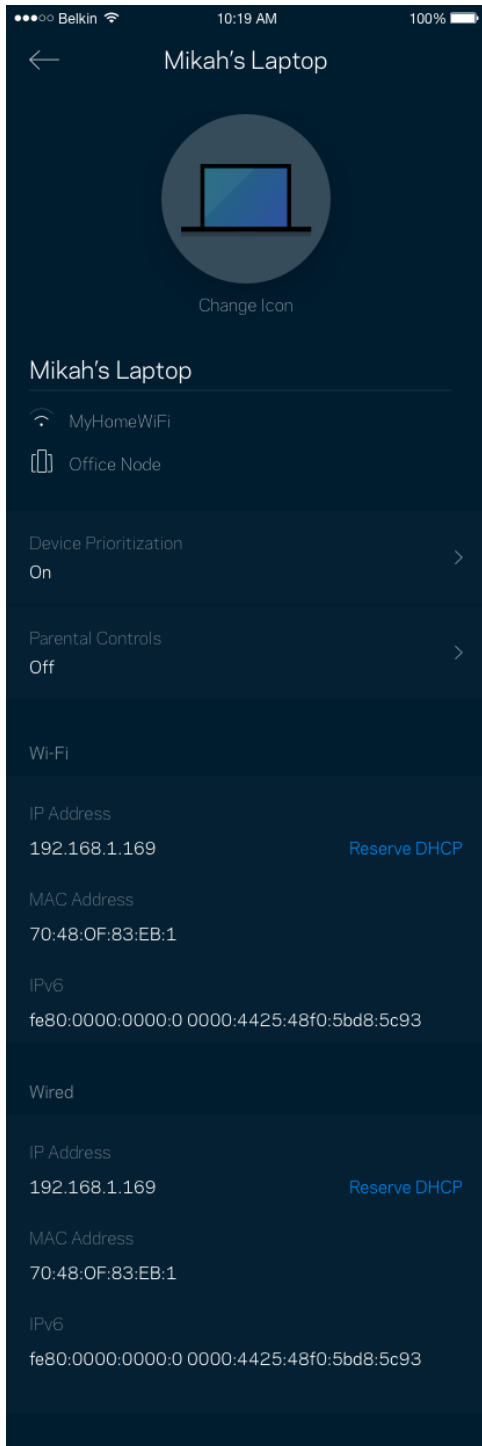 Belkin 10:19 AM 100%
Mikah's Laptop
Change Icon
Mikah's Laptop
MyHomeWiFi
Office Node
Device Prioritization
On
Parental Controls
Off
Wi-Fi
IP Address
192.168.1.169 Reserve DHCP
MAC Address
70:48:0F:83:EB:1
IPv6
fe80:0000:0000:0 0000:4425:48f0:5bd8:5c93
Wired
IP Address
192.168.1.169 Reserve DHCP
MAC Address
70:48:0F:83:EB:1
IPv6
fe80:0000:0000:0 0000:4425:48f0:5bd8:5c93